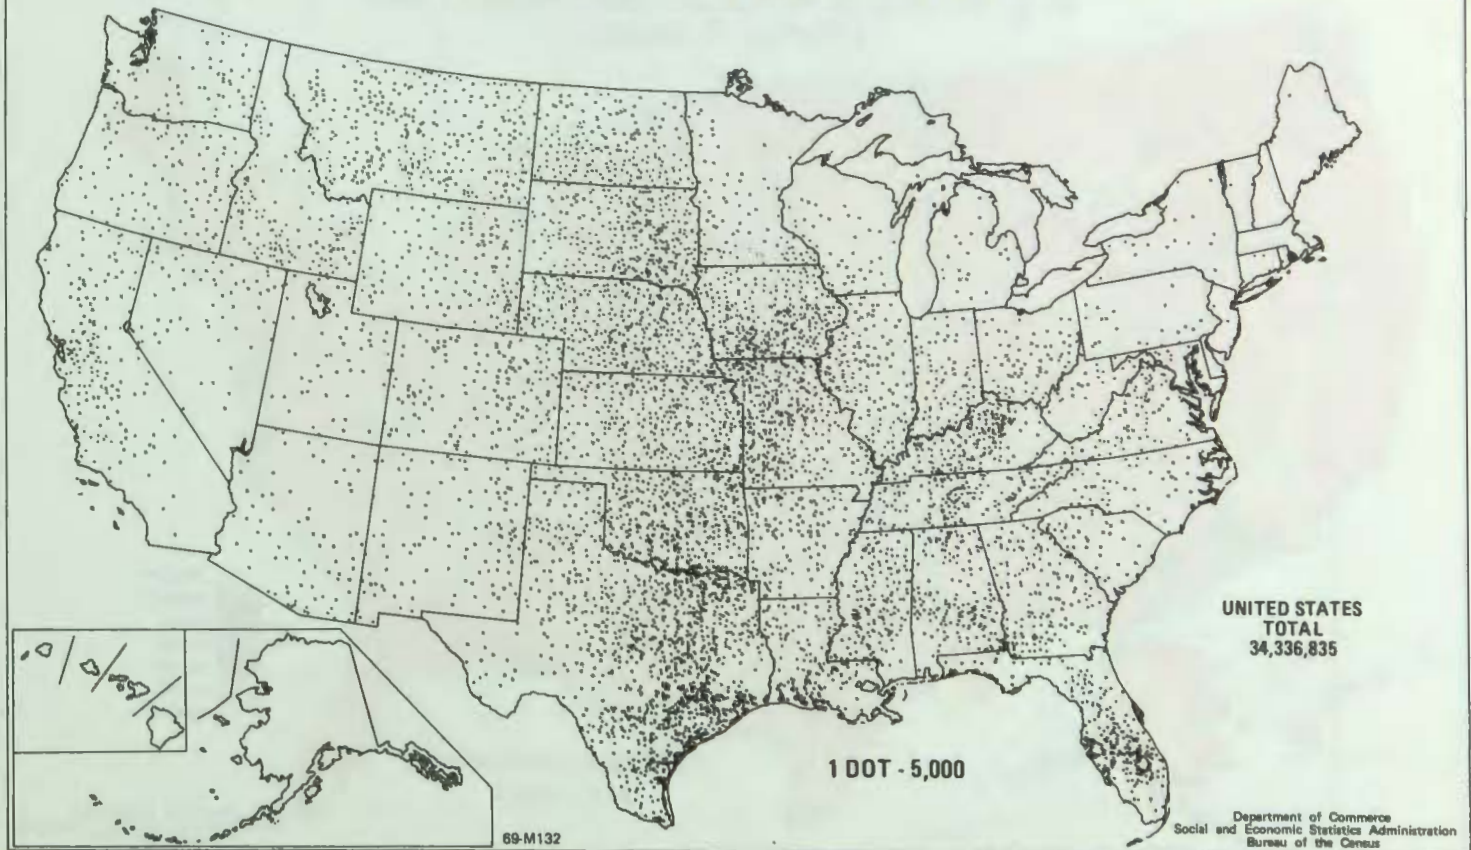 UNITED STATES
TOTAL
34,336,835
1 DOT - 5,000
69-M132
Department of Commerce
Social and Economic Statistics Administration
Bureau of the Census